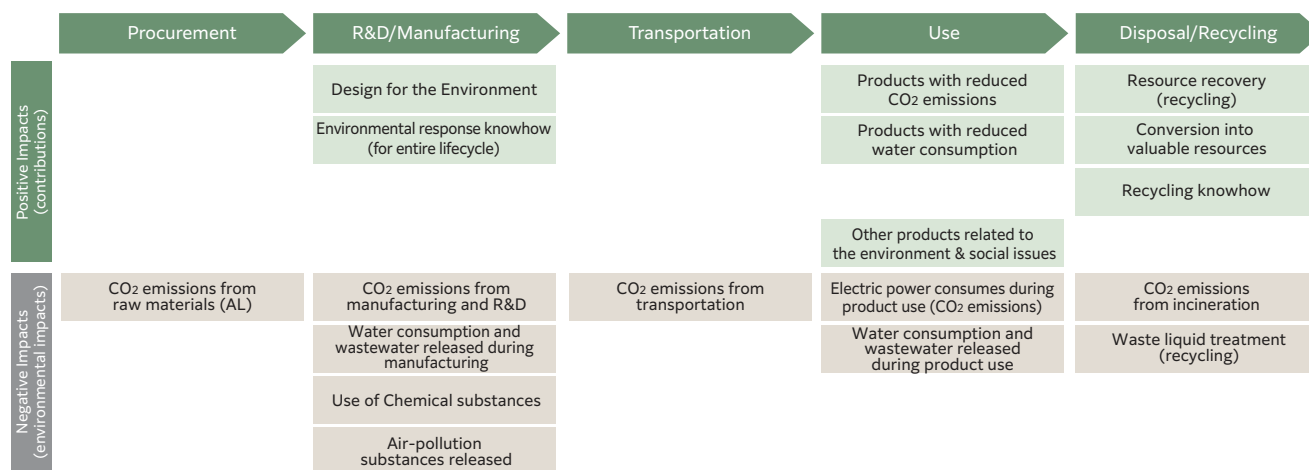 Procurement
R&D/Manufacturing
Transportation
Use
Disposal/Recycling
Positive Impacts
(contributions)
Design for the Environment
Environmental response knowhow
(for entire lifecycle)
Products with reduced
CO2 emissions
Products with reduced
water consumption
Other products related to
the environment & social issues
Resource recovery
(recycling)
Conversion into
valuable resources
Recycling knowhow
Negative Impacts
(environmental impacts)
CO2 emissions from
raw materials (AL)
CO2 emissions from
manufacturing and R&D
Water consumption and
wastewater released during
manufacturing
Use of Chemical substances
Air-pollution
substances released
CO2 emissions from
transportation
Electric power consumes during
product use (CO2 emissions)
Water consumption and
wastewater released
during product use
CO2 emissions
from incineration
Waste liquid treatment
(recycling)